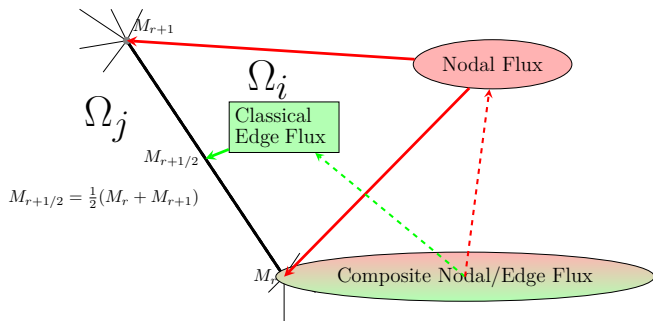 M_{r+1}
Nodal Flux
Ω_i
Classical
Edge Flux
Ω_j
M_{r+1/2}
M_{r+1/2} = \frac{1}{2}(M_r + M_{r+1})
M_r
Composite Nodal/Edge Flux